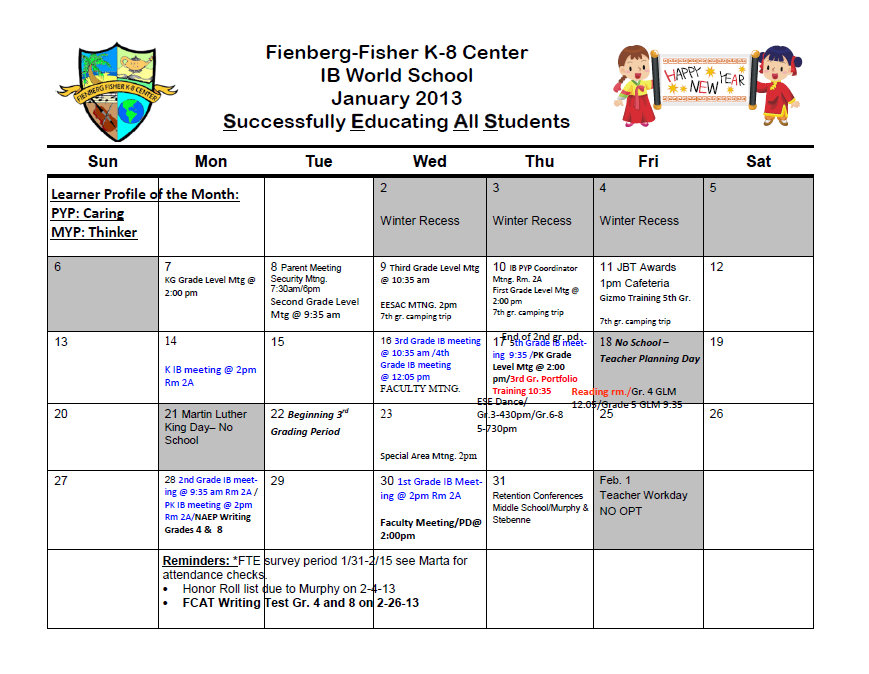 Fienberg-Fisher K-8 Center
IB World School
January 2013
Successfully Educating All Students
FIENBERG FISHER K-8 CENTER
HAPPY
NEW YEAR
Sun Mon Tue Wed Thu Fri Sat
Learner Profile of the Month:
PYP: Caring
MYP: Thinker
2
Winter Recess
3
Winter Recess
4
Winter Recess
5
6
7
KG Grade Level Mtg @
2:00 pm
8 Parent Meeting
Security Mtng.
7:30am/6pm
Second Grade Level
Mtg @ 9:35 am
9 Third Grade Level Mtg
@ 10:35 am
EESAC MTNG. 2pm
7th gr. camping trip
10 IB PYP Coordinator
Mtng. Rm. 2A
First Grade Level Mtg @
2:00 pm
7th gr. camping trip
11 JBT Awards
1pm Cafeteria
Gizmo Training 5th Gr.
7th gr. camping trip
12
13
14
K IB meeting @ 2pm
Rm 2A
15
16 3rd Grade IB meeting
@ 10:35 am /4th
Grade IB meeting
@ 12:05 pm
FACULTY MTNG.
End of 2nd gr. pd.
17 5th Grade IB meet-
ing 9:35 /PK Grade
Level Mtg @ 2:00
pm/3rd Gr. Portfolio
Training 10:35
18 No School –
Teacher Planning Day
19
20
21 Martin Luther
King Day– No
School
22 Beginning 3rd
Grading Period
23
Special Area Mtng. 2pm
ESE Dance/
Gr.3-430pm/Gr.6-8
5-730pm
Reading rm./Gr. 4 GLM
12:05/Grade 5 GLM 9:35
25
26
27
28 2nd Grade IB meet-
ing @ 9:35 am Rm 2A /
PK IB meeting @ 2pm
Rm 2A/NAEP Writing
Grades 4 & 8
29
30 1st Grade IB Meet-
ing @ 2pm Rm 2A
Faculty Meeting/PD@
2:00pm
31
Retention Conferences
Middle School/Murphy &
Stebenne
Feb. 1
Teacher Workday
NO OPT
Reminders: *FTE survey period 1/31-2/15 see Marta for
attendance checks.
• Honor Roll list due to Murphy on 2-4-13
• FCAT Writing Test Gr. 4 and 8 on 2-26-13